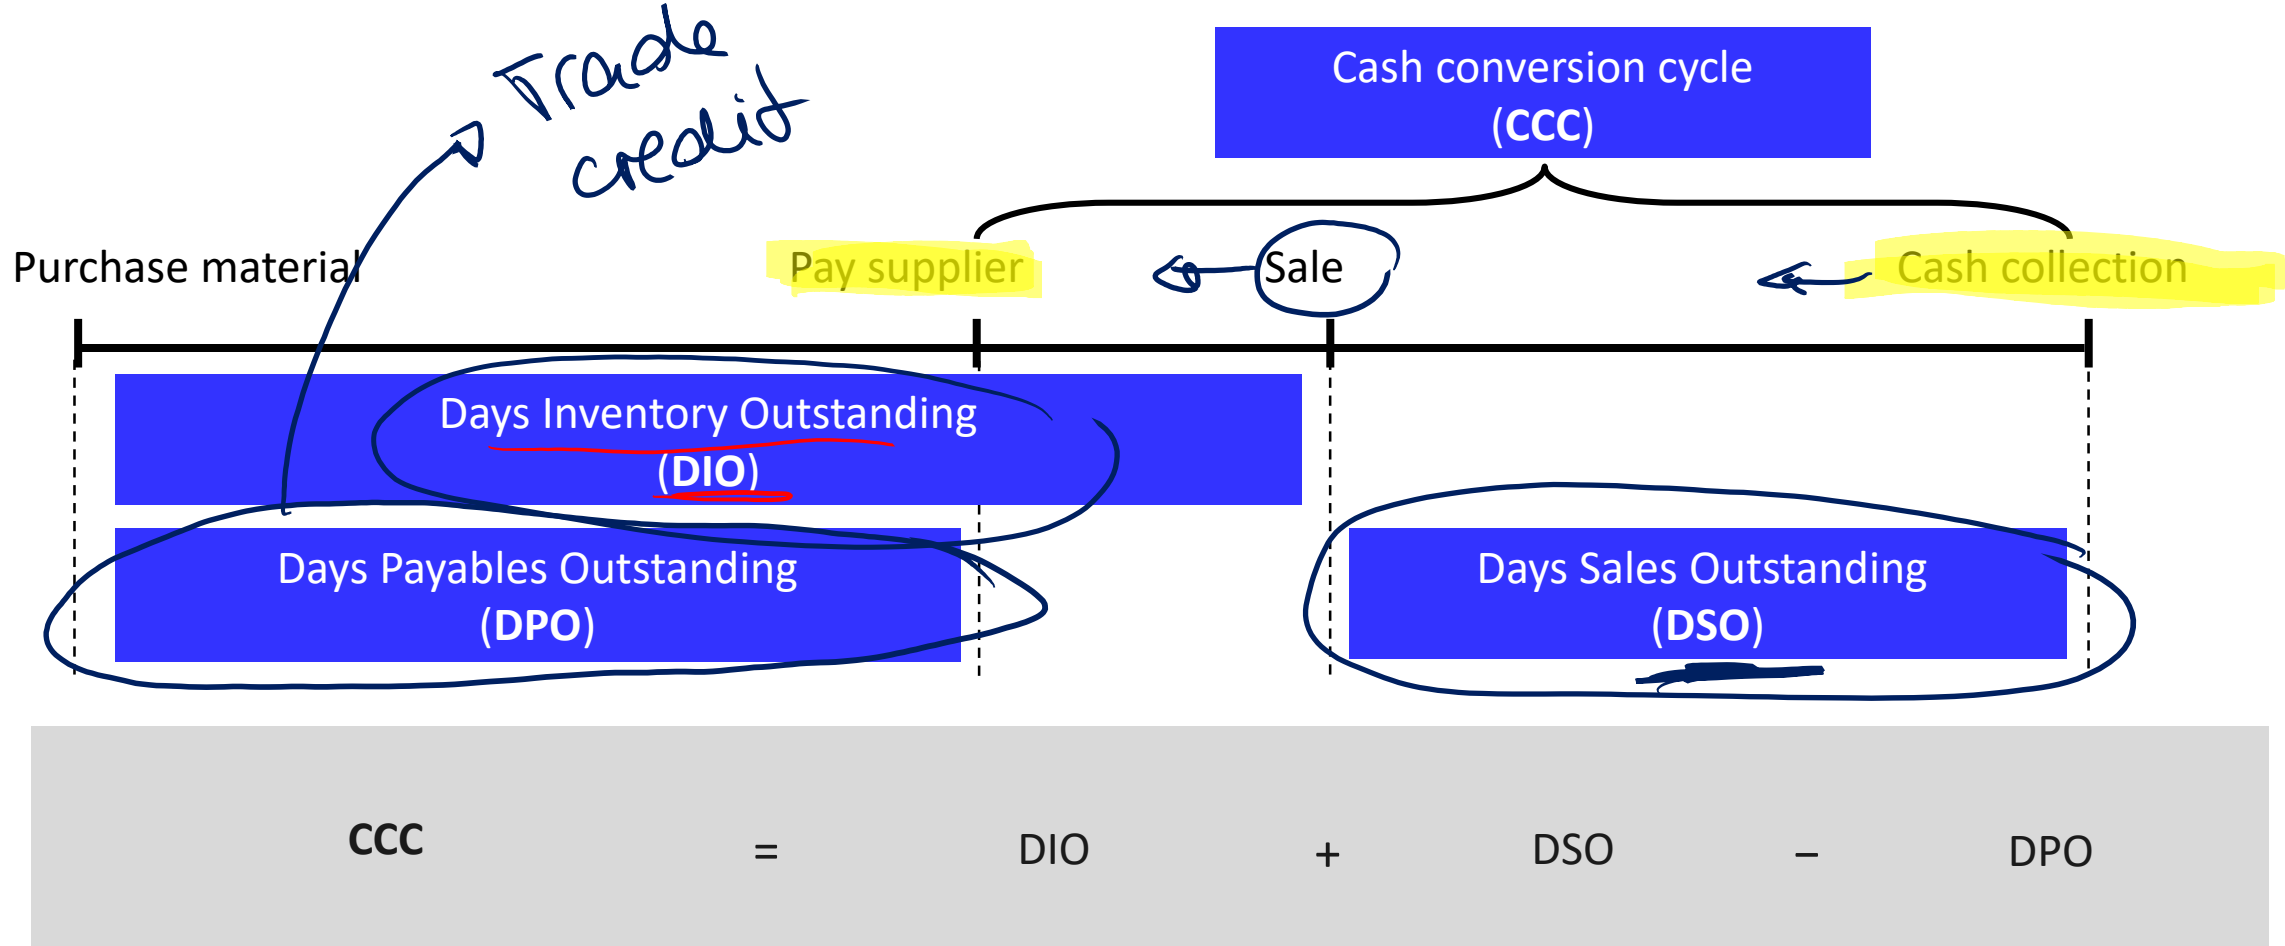 Trade
credit
Cash conversion cycle
(CCC)
Purchase material
Pay supplier
Sale
Cash collection
Days Inventory Outstanding
(DIO)
Days Payables Outstanding
(DPO)
Days Sales Outstanding
(DSO)
CCC = DIO + DSO – DPO